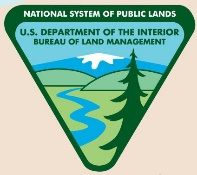 NATIONAL SYSTEM OF PUBLIC LANDS
U.S. DEPARTMENT OF THE INTERIOR
BUREAU OF LAND MANAGEMENT